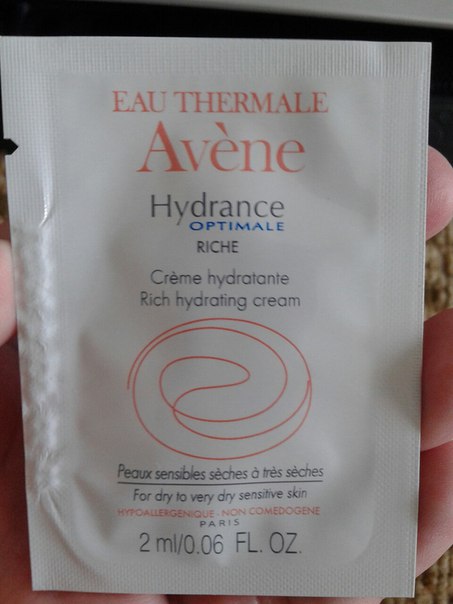 EAU THERMALE
Avène
Hydrance
OPTIMALE
RICHE
Crème hydratante
Rich hydrating cream
Peaux sensibles sèches à très sèches
For dry to very dry sensitive skin
HYPOALLERGENIQUE - NON COMEDOGENE
PARIS
2 ml/0.06 FL. OZ.